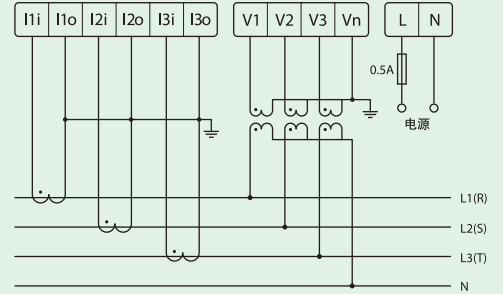 I1i I1o I2i I2o I3i I3o V1 V2 V3 Vn L N
0.5A
电源
L1(R)
L2(S)
L3(T)
N